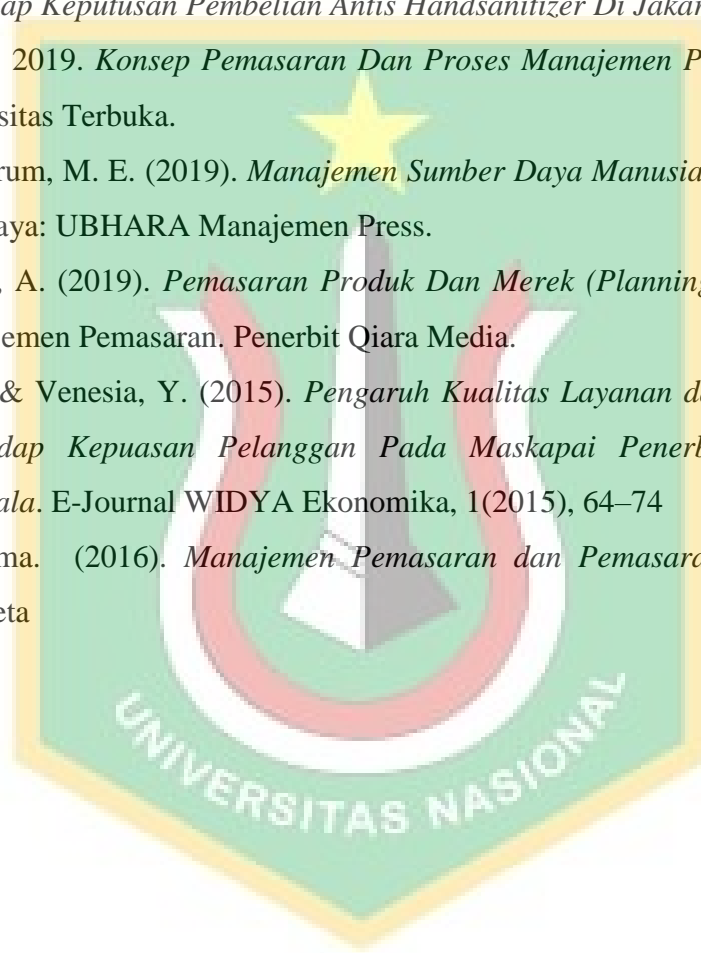 ap Keputusan Pembelian Antis Handsanitizer Di Jakar
2019. Konsep Pemasaran Dan Proses Manajemen P
sitas Terbuka.
rum, M. E. (2019). Manajemen Sumber Daya Manusia
aya: UBHARA Manajemen Press.
, A. (2019). Pemasaran Produk Dan Merek (Planning
emen Pemasaran. Penerbit Qiara Media.
& Venesia, Y. (2015). Pengaruh Kualitas Layanan d
dap Kepuasan Pelanggan Pada Maskapai Penerb
ala. E-Journal WIDYA Ekonomika, 1(2015), 64–74
ma. (2016). Manajemen Pemasaran dan Pemasara
eta
UNIVERSITAS NASIONAL